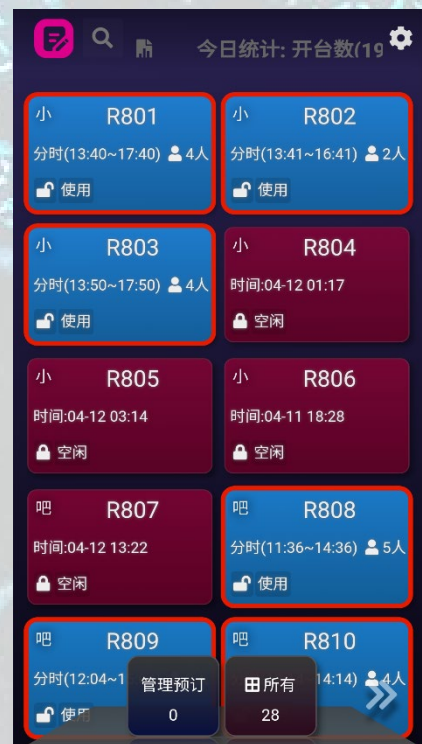 今日统计: 开台数(19
小 R801
分时(13:40~17:40) 4人
使用
小 R802
分时(13:41~16:41) 2人
使用
小 R803
分时(13:50~17:50) 4人
使用
小 R804
时间:04-12 01:17
空闲
小 R805
时间:04-12 03:14
空闲
小 R806
时间:04-11 18:28
空闲
吧 R807
时间:04-12 13:22
空闲
吧 R808
分时(11:36~14:36) 5人
使用
吧 R809
分时(12:04~1
使用
吧 R810
14:14) 4人
管理预订
0
所有
28